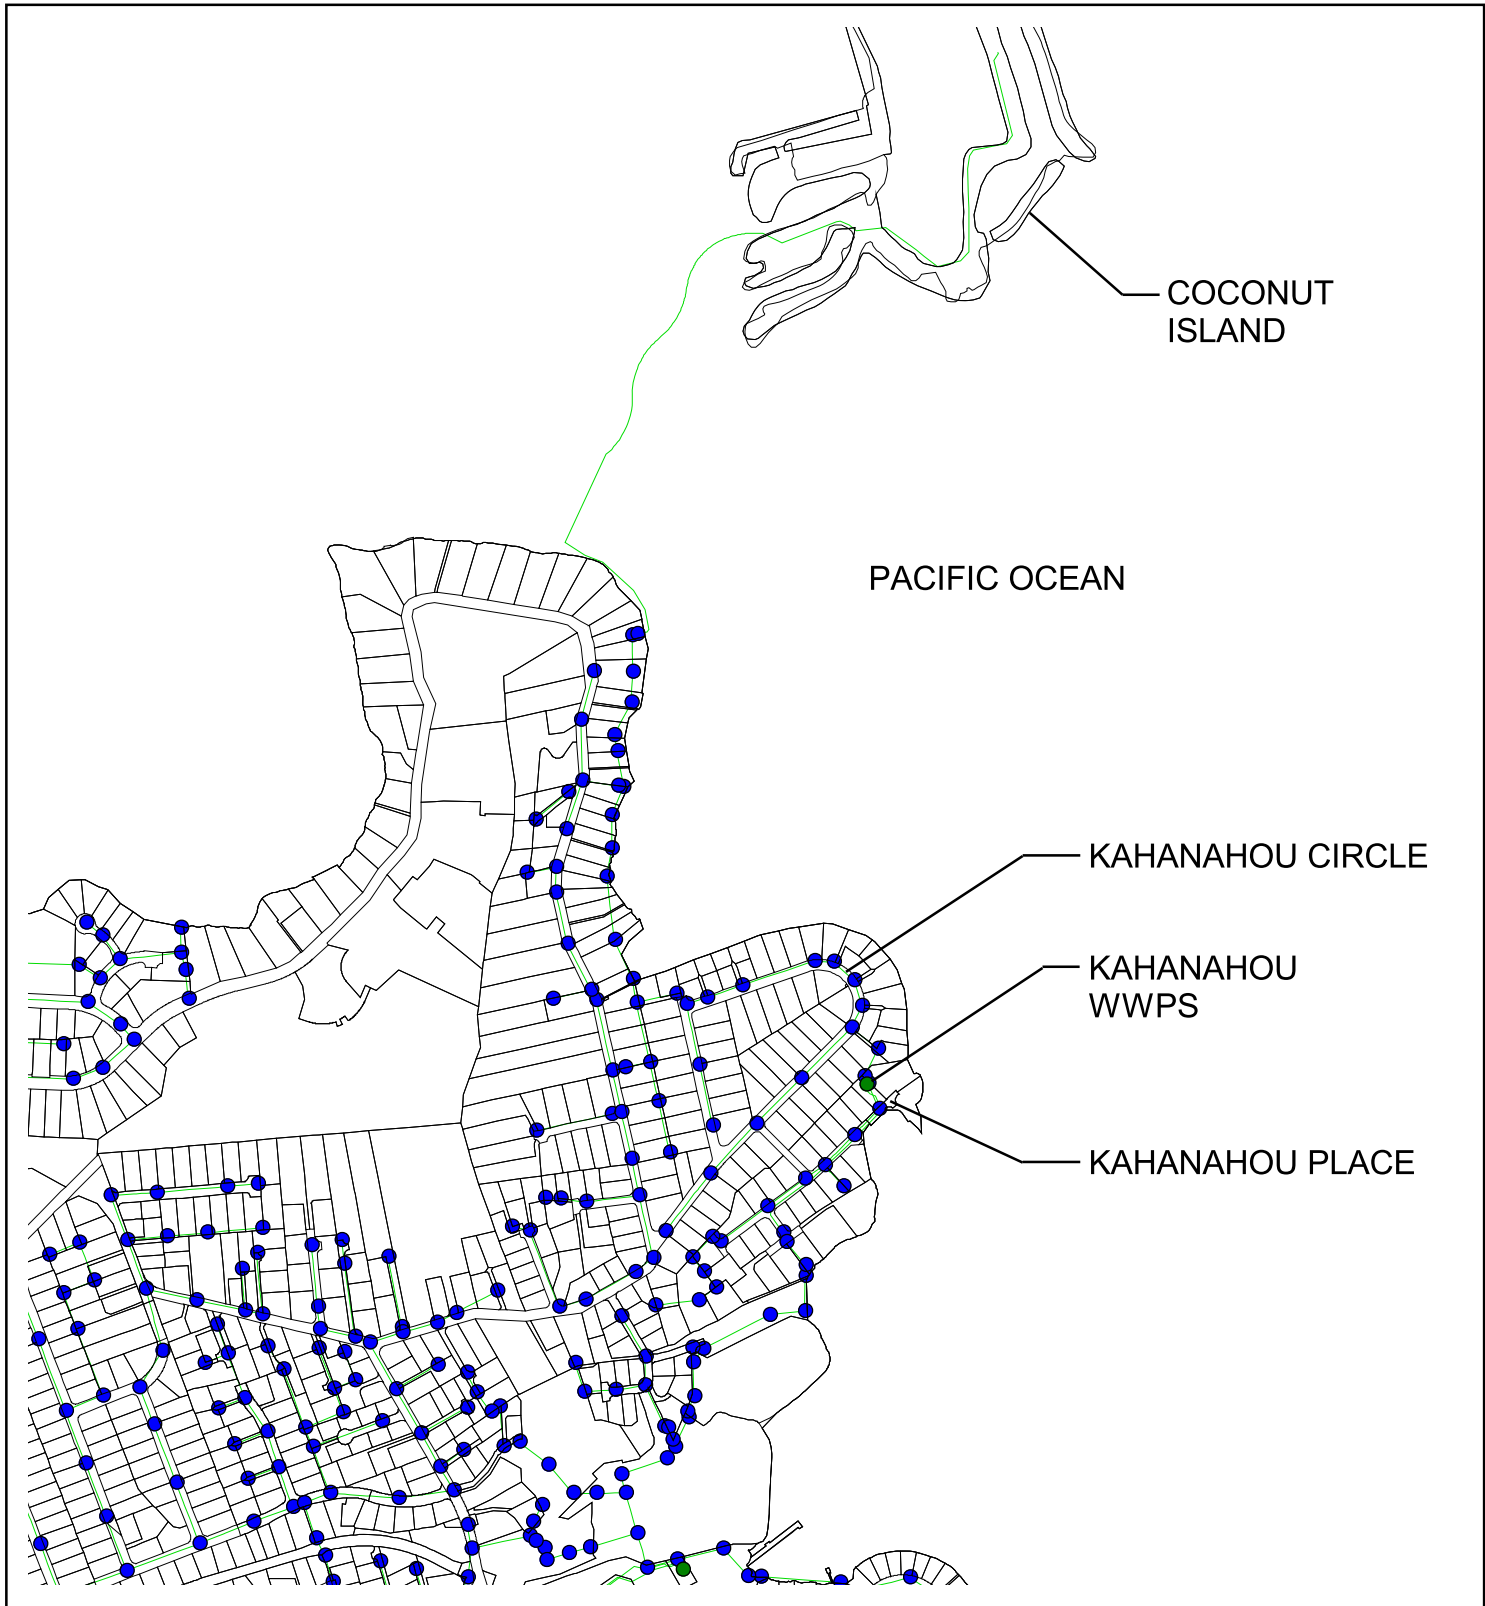 COCONUT
ISLAND
PACIFIC OCEAN
KAHANAHOU CIRCLE
KAHANAHOU
WWPS
KAHANAHOU PLACE